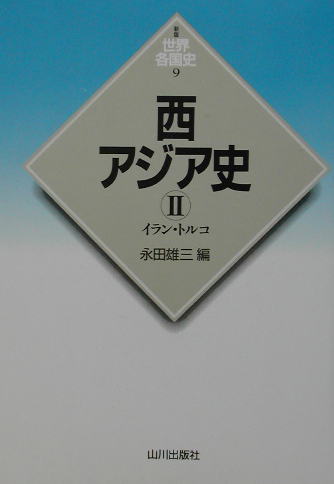 新版
世界
各国史
9
西
アジア史
Ⅱ
イラン・トルコ
永田雄三 編
山川出版社